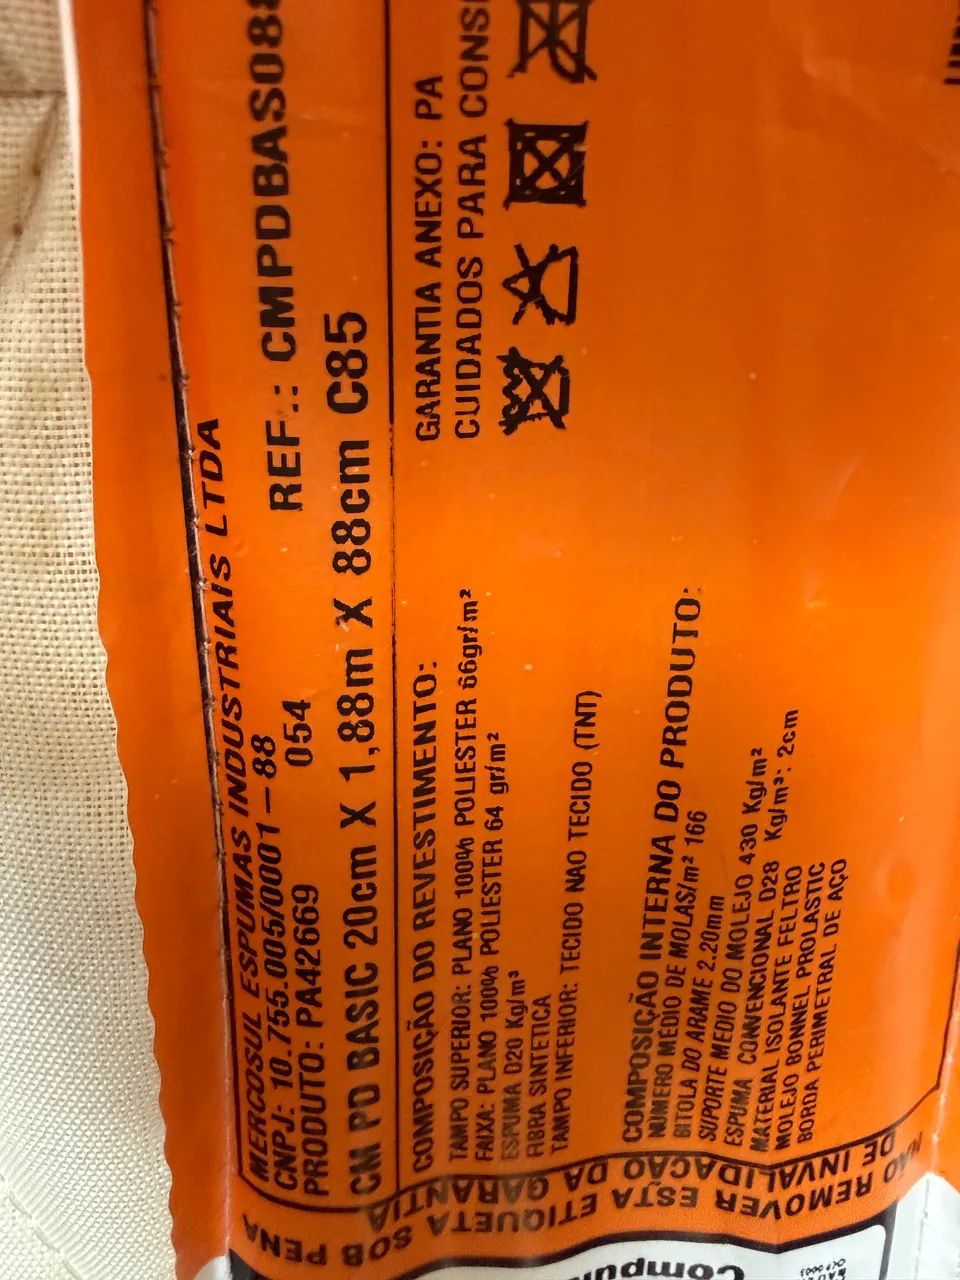 MERCOSUL ESPUMAS INDUSTRIAIS LTDA
CNPJ: 10.755.005/0001-88
PRODUTO: PA42669 054 REF.: CMPDBAS088
CM PD BASIC 20cm X 1,88m X 88cm C85
COMPOSIÇÃO DO REVESTIMENTO:
TAMPO SUPERIOR: PLANO 100% POLIESTER 66gr/m²
FAIXA: PLANO 100% POLIESTER 64 gr/m²
ESPUMA D20 Kg/m³
FIBRA SINTETICA
TAMPO INFERIOR: TECIDO NAO TECIDO (TNT)
GARANTIA ANEXO: PA
CUIDADOS PARA
COMPOSIÇÃO INTERNA DO PRODUTO:
NUMERO MEDIO DE MOLAS/m² 166
BITOLA DO ARAME 2.20mm
SUPORTE MEDIO DO MOLEJO 430 Kg/m²
ESPUMA CONVENCIONAL D28 Kg/m³: 2cm
MATERIAL ISOLANTE FELTRO
MOLEJO BONNEL PROLASTIC
BORDA PERIMETRAL DE AÇO
NÃO REMOVER ESTA ETIQUETA SOB PENA
DE INVALIDAÇÃO DA GARANTIA